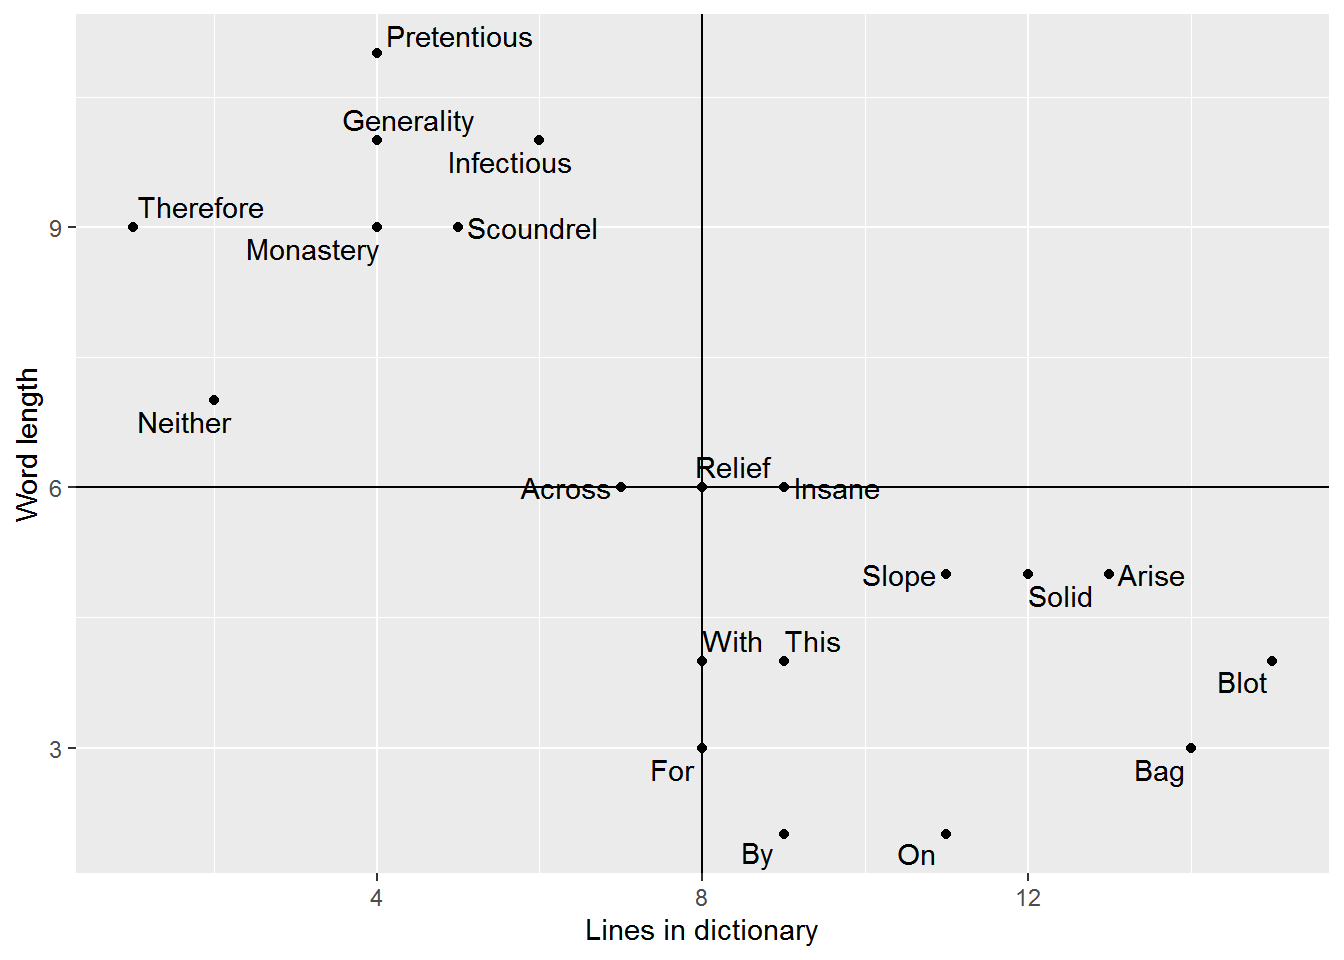 Pretentious
Generality
Infectious
Therefore
Scoundrel
Monastery
9
Neither
Relief
Across
Insane
6
Slope
Arise
Solid
With
This
Blot
3
For
Bag
By
On
4
8
12
Lines in dictionary
Word length